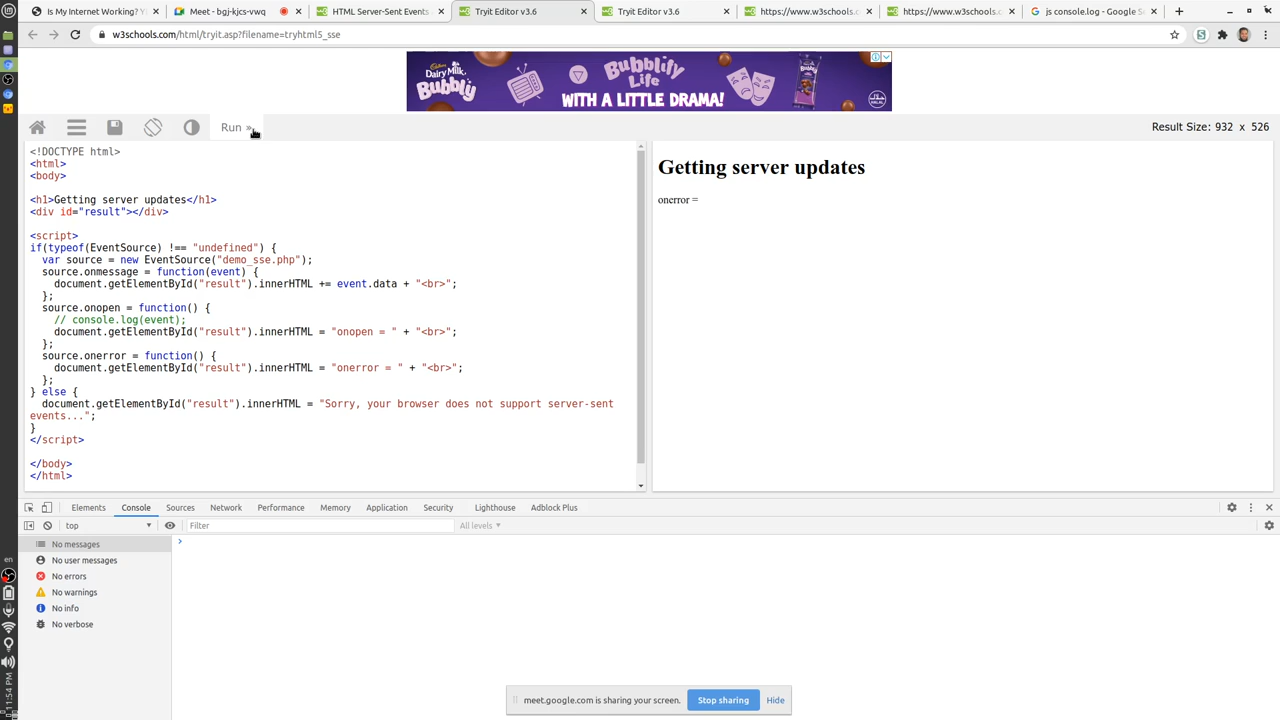 Is My Internet Working? Y
Meet - bgj-kjcs-vwq
HTML Server-Sent Events
Tryit Editor v3.6
Tryit Editor v3.6
https://www.w3schools.c
https://www.w3schools.c
js console.log - Google S
w3schools.com/html/tryit.asp?filename=tryhtml5_sse
Dairy Milk
Bubbly
Bubblify
Life
WITH A LITTLE DRAMA!
Run »
Result Size: 932 x 526
<!DOCTYPE html>
<html>
<body>
<h1>Getting server updates</h1>
<div id="result"></div>
<script>
if(typeof(EventSource) !== "undefined") {
  var source = new EventSource("demo_sse.php");
  source.onmessage = function(event) {
    document.getElementById("result").innerHTML += event.data + "<br>";
  };
  source.onopen = function() {
    // console.log(event);
    document.getElementById("result").innerHTML = "onopen = " + "<br>";
  };
  source.onerror = function() {
    document.getElementById("result").innerHTML = "onerror = " + "<br>";
  };
} else {
  document.getElementById("result").innerHTML = "Sorry, your browser does not support server-sent
events...";
}
</script>
</body>
</html>
Getting server updates
onerror =
Elements Console Sources Network Performance Memory Application Security Lighthouse Adblock Plus
top
Filter
All levels
No messages
No user messages
No errors
No warnings
No info
No verbose
>
en
11:54 PM
meet.google.com is sharing your screen.
Stop sharing
Hide